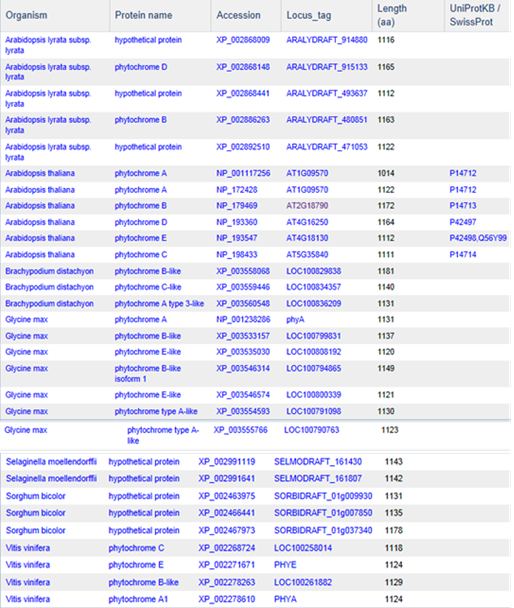 Organism Protein name Accession Locus_tag Length (aa) UniProtKB / SwissProt
Arabidopsis lyrata subsp. lyrata hypothetical protein XP_002868009 ARALYDRAFT_914880 1116
Arabidopsis lyrata subsp. lyrata phytochrome D XP_002868148 ARALYDRAFT_915133 1165
Arabidopsis lyrata subsp. lyrata hypothetical protein XP_002868441 ARALYDRAFT_493637 1112
Arabidopsis lyrata subsp. lyrata phytochrome B XP_002886263 ARALYDRAFT_480851 1163
Arabidopsis lyrata subsp. lyrata hypothetical protein XP_002892510 ARALYDRAFT_471053 1122
Arabidopsis thaliana phytochrome A NP_001117256 AT1G09570 1014 P14712
Arabidopsis thaliana phytochrome A NP_172428 AT1G09570 1122 P14712
Arabidopsis thaliana phytochrome B NP_179469 AT2G18790 1172 P14713
Arabidopsis thaliana phytochrome D NP_193360 AT4G16250 1164 P42497
Arabidopsis thaliana phytochrome E NP_193547 AT4G18130 1112 P42498,Q56Y99
Arabidopsis thaliana phytochrome C NP_198433 AT5G35840 1111 P14714
Brachypodium distachyon phytochrome B-like XP_003558068 LOC100829838 1181
Brachypodium distachyon phytochrome C-like XP_003559446 LOC100834357 1140
Brachypodium distachyon phytochrome A type 3-like XP_003560548 LOC100836209 1131
Glycine max phytochrome A NP_001238286 phyA 1131
Glycine max phytochrome B-like XP_003533157 LOC100799831 1137
Glycine max phytochrome E-like XP_003535030 LOC100808192 1120
Glycine max phytochrome B-like isoform 1 XP_003546314 LOC100794865 1149
Glycine max phytochrome E-like XP_003546574 LOC100800339 1121
Glycine max phytochrome type A-like XP_003554593 LOC100791098 1130
Glycine max phytochrome type A-like XP_003555766 LOC100790763 1123
Selaginella moellendorffii hypothetical protein XP_002991119 SELMODRAFT_161430 1143
Selaginella moellendorffii hypothetical protein XP_002991641 SELMODRAFT_161807 1142
Sorghum bicolor hypothetical protein XP_002463975 SORBIDRAFT_01g009930 1131
Sorghum bicolor hypothetical protein XP_002466441 SORBIDRAFT_01g007850 1135
Sorghum bicolor hypothetical protein XP_002467973 SORBIDRAFT_01g037340 1178
Vitis vinifera phytochrome C XP_002268724 LOC100258014 1118
Vitis vinifera phytochrome E XP_002271671 PHYE 1124
Vitis vinifera phytochrome B-like XP_002278263 LOC100261882 1129
Vitis vinifera phytochrome A1 XP_002278610 PHYA 1124